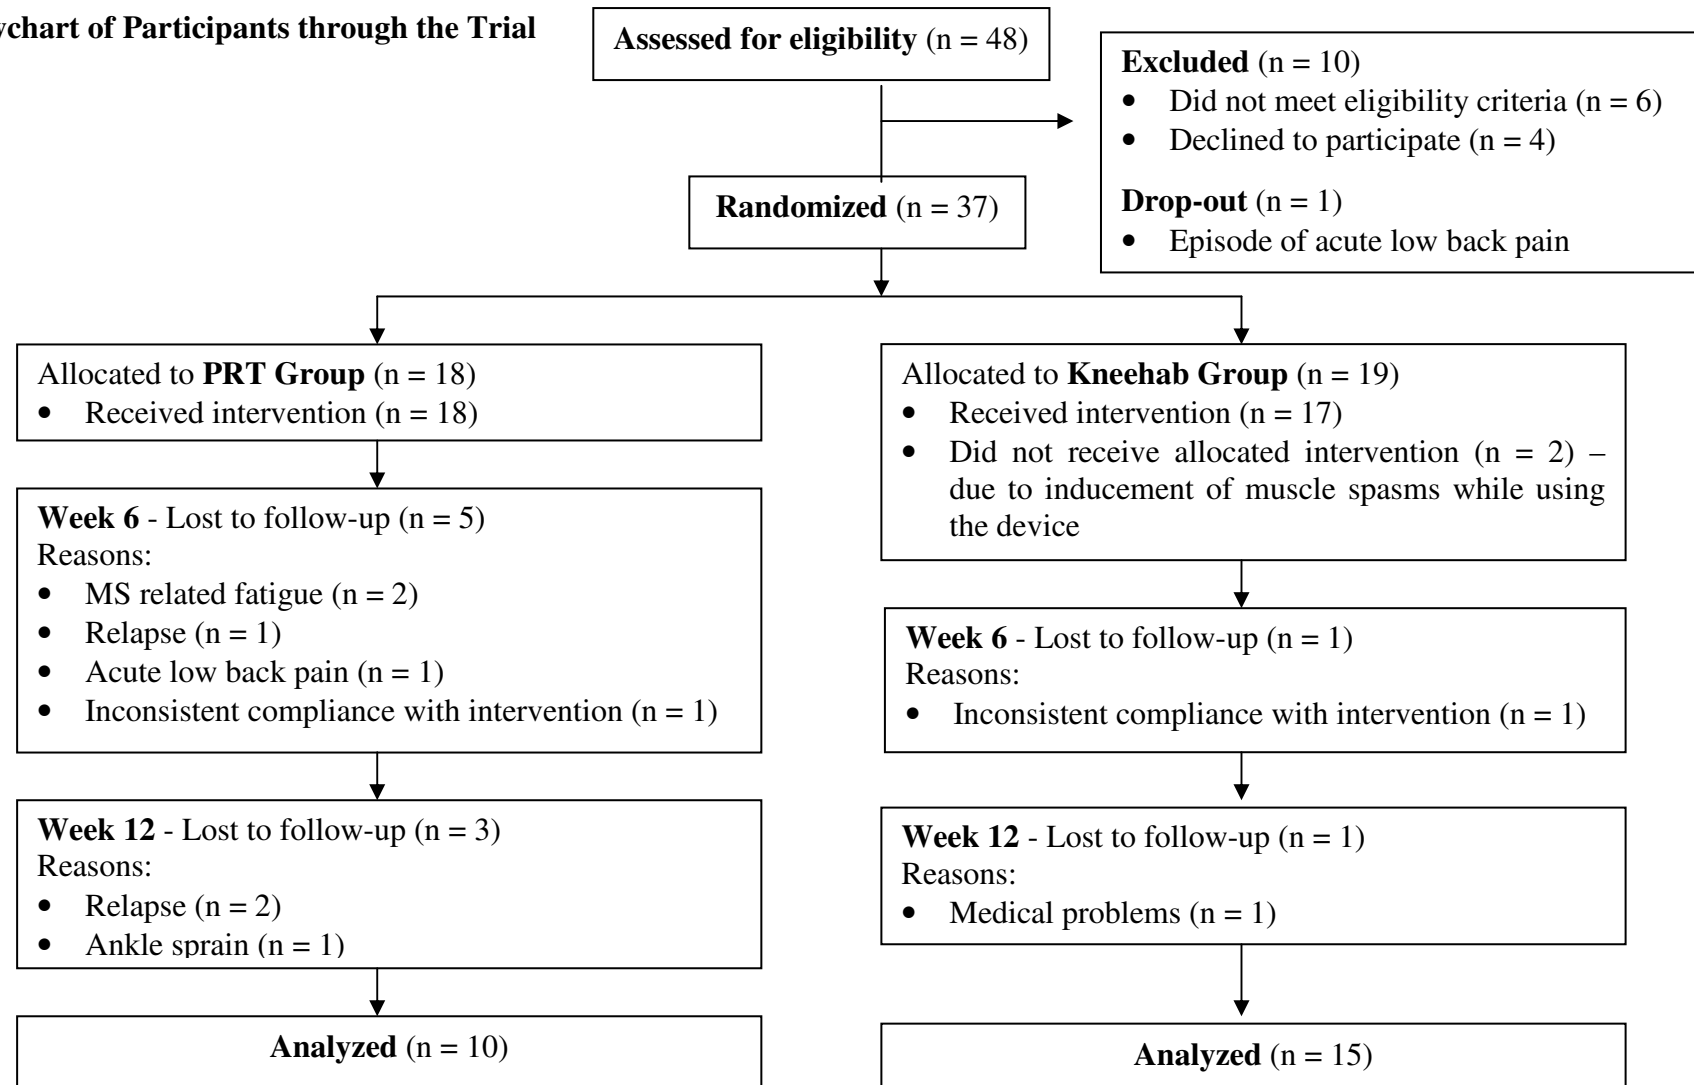 ychart of Participants through the Trial
Assessed for eligibility (n = 48)
Excluded (n = 10)
• Did not meet eligibility criteria (n = 6)
• Declined to participate (n = 4)
Drop-out (n = 1)
• Episode of acute low back pain
Randomized (n = 37)
Allocated to PRT Group (n = 18)
• Received intervention (n = 18)
Allocated to Kneehab Group (n = 19)
• Received intervention (n = 17)
• Did not receive allocated intervention (n = 2) –
due to inducement of muscle spasms while using
the device
Week 6 - Lost to follow-up (n = 5)
Reasons:
• MS related fatigue (n = 2)
• Relapse (n = 1)
• Acute low back pain (n = 1)
• Inconsistent compliance with intervention (n = 1)
Week 6 - Lost to follow-up (n = 1)
Reasons:
• Inconsistent compliance with intervention (n = 1)
Week 12 - Lost to follow-up (n = 3)
Reasons:
• Relapse (n = 2)
• Ankle sprain (n = 1)
Week 12 - Lost to follow-up (n = 1)
Reasons:
• Medical problems (n = 1)
Analyzed (n = 10)
Analyzed (n = 15)